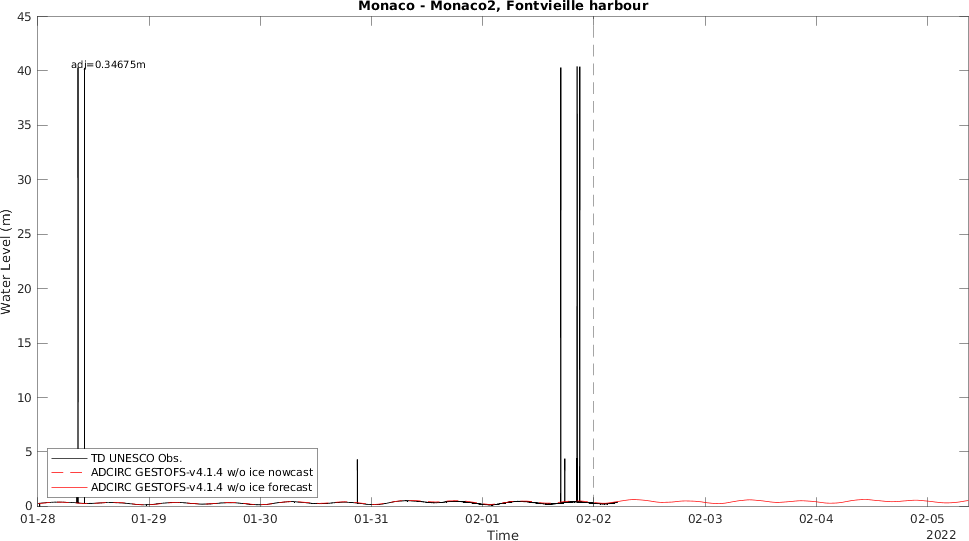 Monaco - Monaco2, Fontvieille harbour
adj=0.34675m
Water Level (m)
45
40
35
30
25
20
15
10
5
0
TD UNESCO Obs.
ADCIRC GESTOFS-v4.1.4 w/o ice nowcast
ADCIRC GESTOFS-v4.1.4 w/o ice forecast
01-28 01-29 01-30 01-31 02-01 02-02 02-03 02-04 02-05
Time
2022